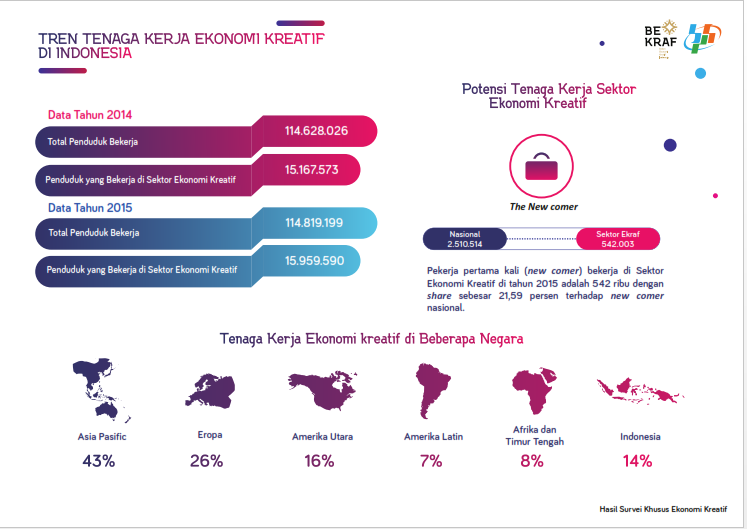 TREN TENAGA KERJA EKONOMI KREATIF
DI INDONESIA
BE
KRAF
Data Tahun 2014
Total Penduduk Bekerja
114.628.026
Penduduk yang Bekerja di Sektor Ekonomi Kreatif
15.167.573
Data Tahun 2015
Total Penduduk Bekerja
114.819.199
Penduduk yang Bekerja di Sektor Ekonomi Kreatif
15.959.590
Potensi Tenaga Kerja Sektor
Ekonomi Kreatif
The New comer
Nasional
2.510.514
Sektor Ekraf
542.003
Pekerja pertama kali (new comer) bekerja di Sektor
Ekonomi Kreatif di tahun 2015 adalah 542 ribu dengan
share sebesar 21,59 persen terhadap new comer
nasional.
Tenaga Kerja Ekonomi kreatif di Beberapa Negara
Asia Pasific
43%
Eropa
26%
Amerika Utara
16%
Amerika Latin
7%
Afrika dan
Timur Tengah
8%
Indonesia
14%
Hasil Survei Khusus Ekonomi Kreatif